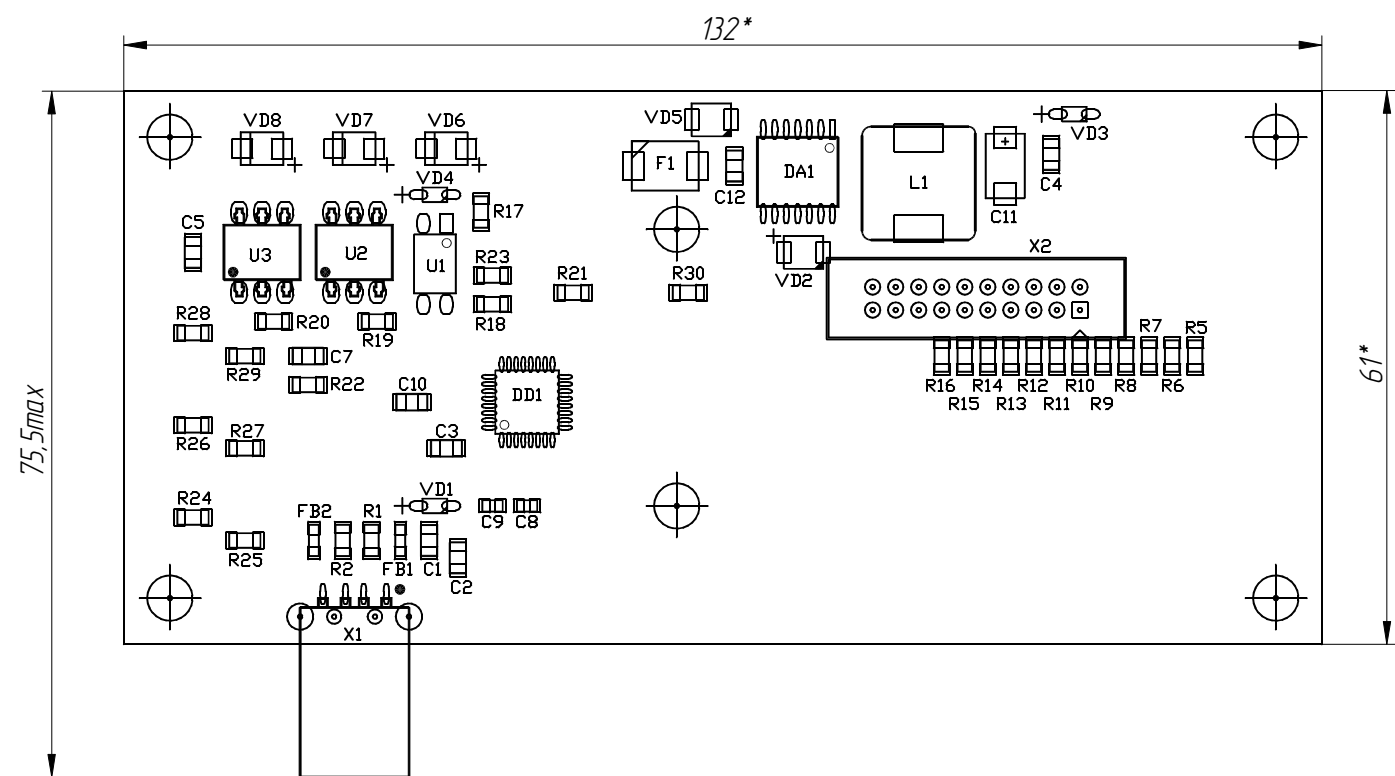 132*
VD8
VD7
VD6
VD5
VD3
VD4
F1
C12
DA1
L1
C11
C4
R17
C5
U3
U2
U1
X2
R23
R21
R30
VD2
R28
R20
R19
R18
R29
C7
R22
C10
DD1
R7
R5
R16
R14
R12
R10
R8
R6
R15
R13
R11
R9
61*
75,5max
R26
R27
C3
R24
VD1
FB2
R1
C9
C8
R25
R2
FB1
C1
C2
X1